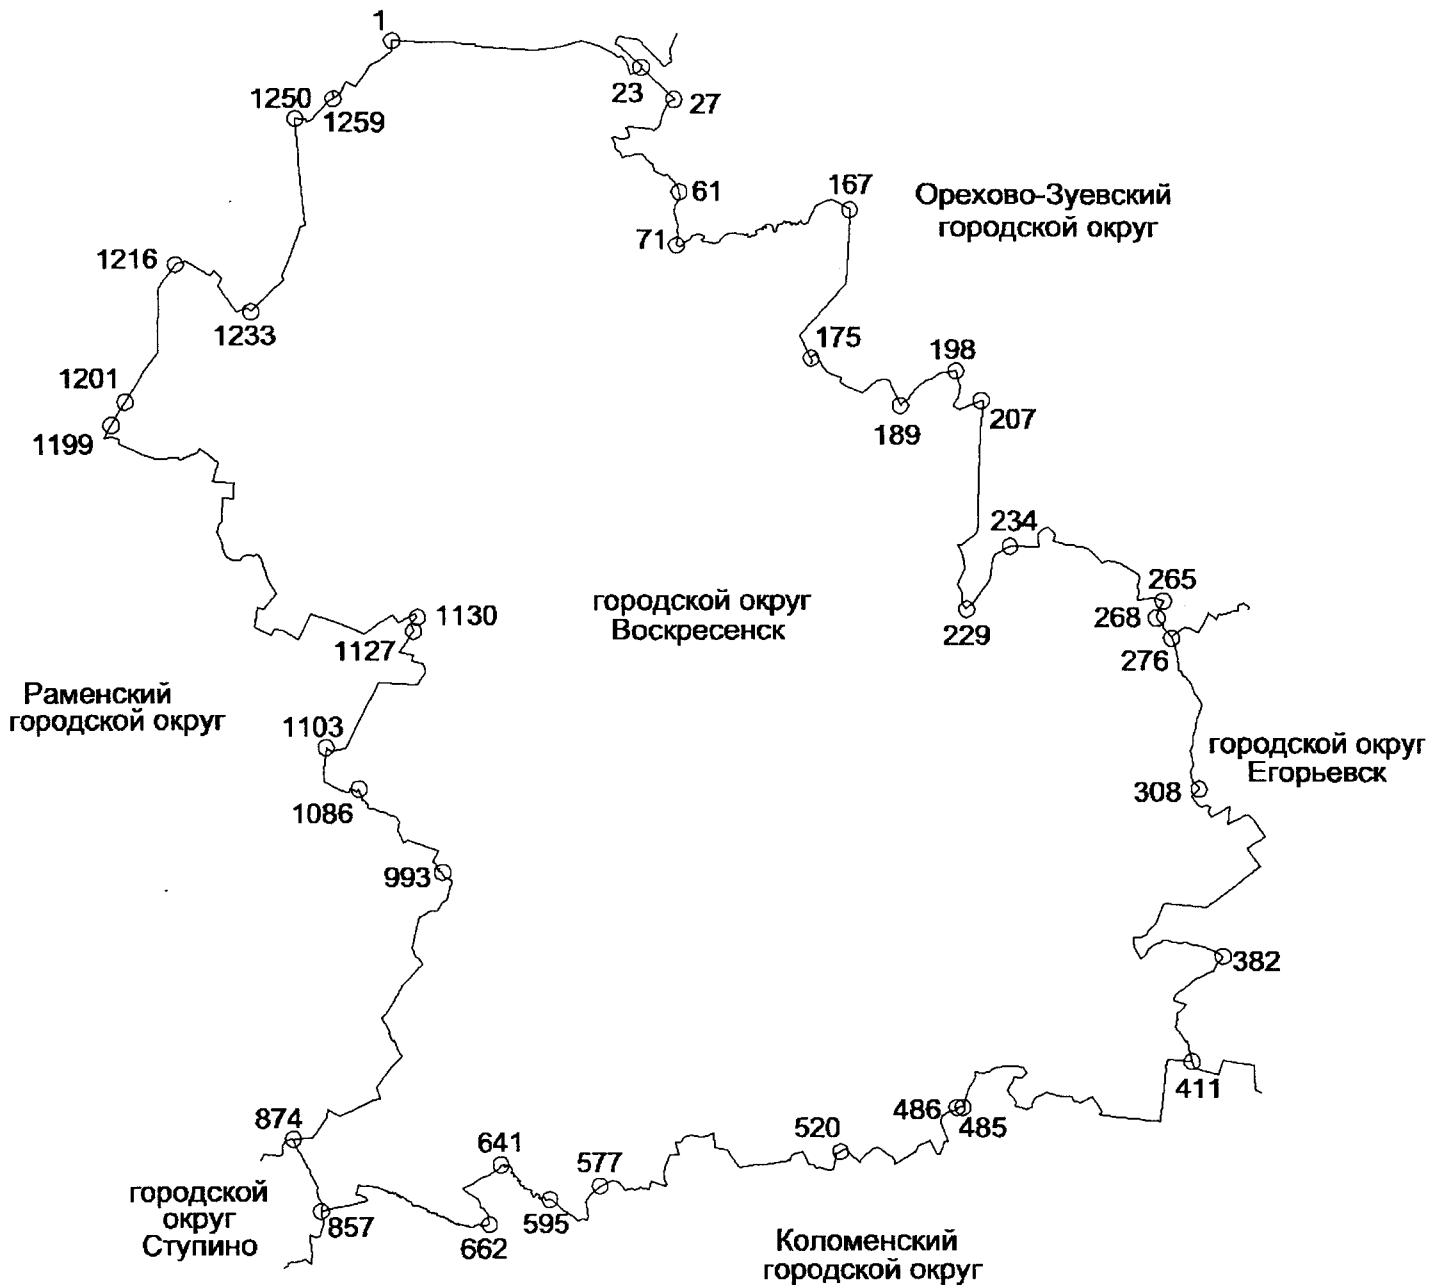 1
23
27
1250
1259
61
167
Орехово-Зуевский
городской округ
71
1216
1233
175
198
1201
1199
189
207
234
265
268
городской округ
Воскресенск
229
1130
1127
276
Раменский
городской округ
1103
городской округ
Егорьевск
308
1086
993
382
411
486
485
874
520
641
577
городской
округ
Ступино
857
662
595
Коломенский
городской округ